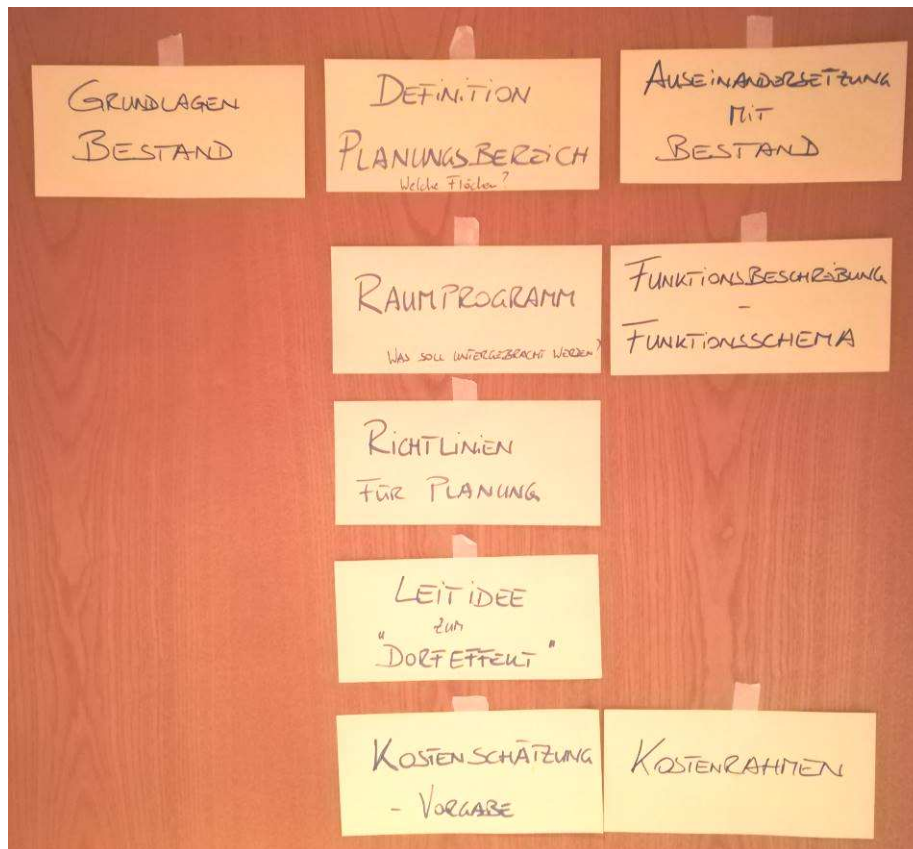 GRUNDLAGEN
BESTAND
DEFINITION
PLANUNGSBEREICH
Welche Flächen?
AUSEINANDERSETZUNG
MIT
BESTAND
RAUMPROGRAMM
WAS SOLL UNTERGEBRACHT WERDEN?
FUNKTIONSBESCHREIBUNG
-
FUNKTIONSSCHEMA
RICHTLINIEN
FÜR PLANUNG
LEITIDEE
zum
"DORFEFFEKT"
KOSTENSCHÄTZUNG
- VORGABE
KOSTENRAHMEN